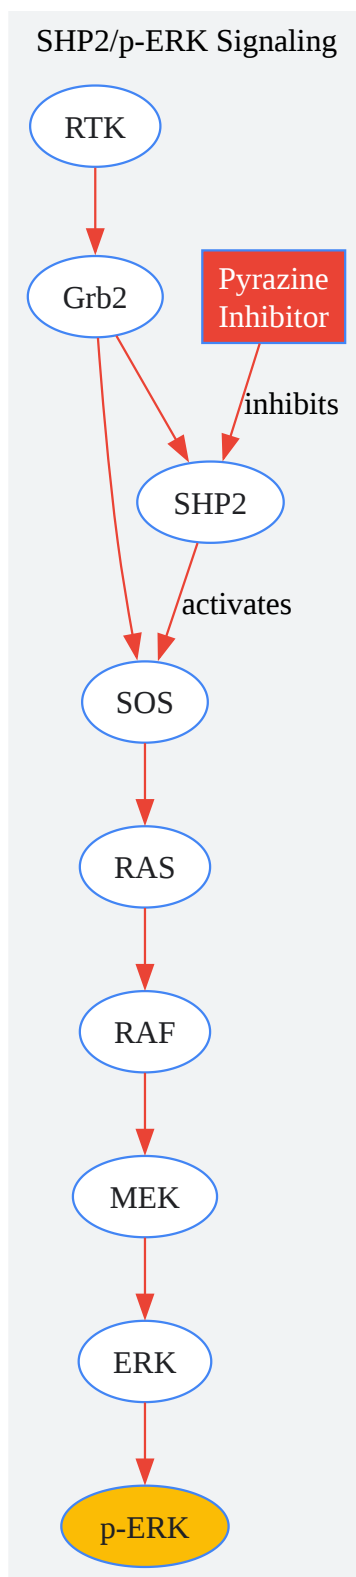 SHP2/p-ERK Signaling
RTK
Grb2
Pyrazine
Inhibitor
inhibits
SHP2
activates
SOS
RAS
RAF
MEK
ERK
p-ERK